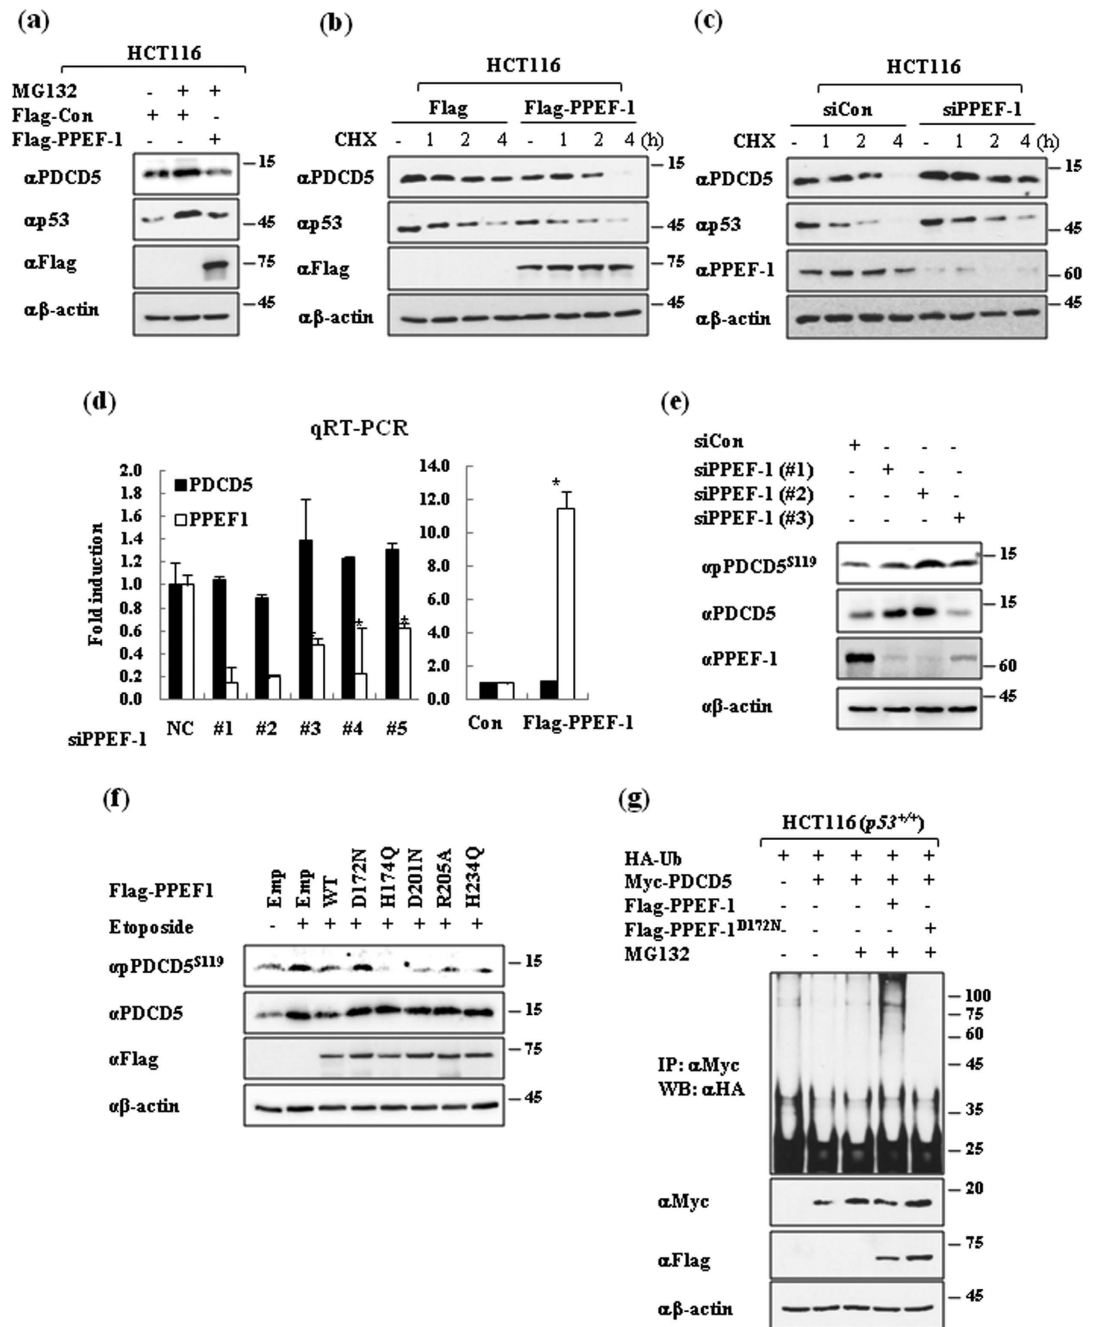 (a)
HCT116
MG132 - + +
Flag-Con + + -
Flag-PPEF-1 - - +
αPDCD5 15
αp53 45
αFlag 75
αβ-actin 45
(b)
HCT116
Flag Flag-PPEF-1
CHX - 1 2 4 - 1 2 4 (h)
αPDCD5 15
αp53 45
αFlag 75
αβ-actin 45
(c)
HCT116
siCon siPPEF-1
CHX - 1 2 4 - 1 2 4 (h)
αPDCD5 15
αp53 45
αPPEF-1 60
αβ-actin 45
(d)
qRT-PCR
Fold induction
2.0
1.8
1.6
1.4
1.2
1.0
0.8
0.6
0.4
0.2
0.0
PDCD5
PPEF1
* * *
siPPEF-1 NC #1 #2 #3 #4 #5
14.0
12.0
10.0
8.0
6.0
4.0
2.0
0.0
*
Con Flag-PPEF-1
(e)
siCon + - - -
siPPEF-1 (#1) - + - -
siPPEF-1 (#2) - - + -
siPPEF-1 (#3) - - - +
αpPDCD5S119 15
αPDCD5 15
αPPEF-1 60
αβ-actin 45
(f)
Flag-PPEF1 Emp Emp WT D172N H174Q D201N R205A H234Q
Etoposide - + + + + + + +
αpPDCD5S119 15
αPDCD5 15
αFlag 75
αβ-actin 45
(g)
HCT116 (p53+/+)
HA-Ub + + + + +
Myc-PDCD5 - + + + +
Flag-PPEF-1 - - - + -
Flag-PPEF-1D172N - - - - +
MG132 - - + + +
IP: αMyc
WB: αHA
100
75
60
45
35
25
αMyc 20
αFlag 75
αβ-actin 45